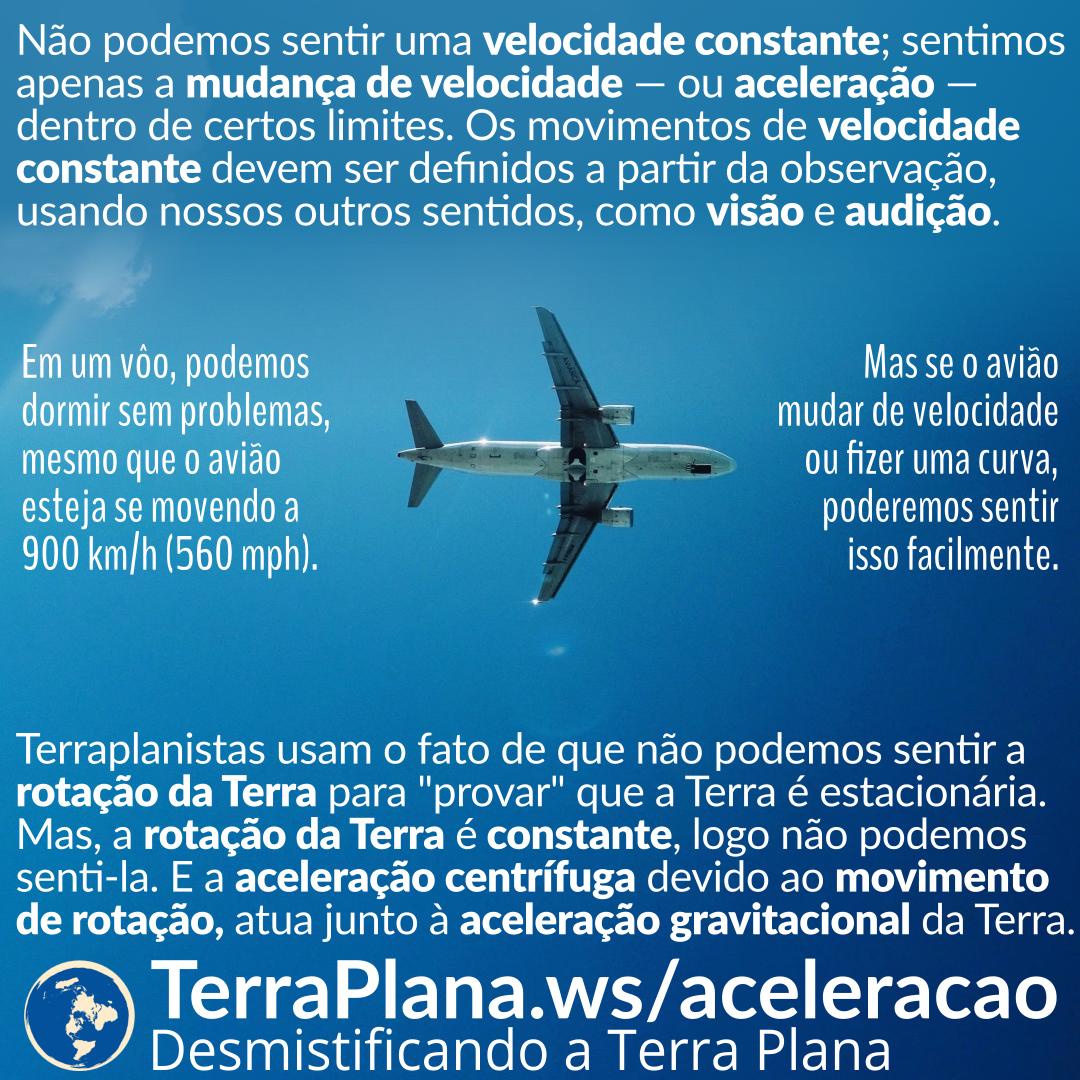 Não podemos sentir uma velocidade constante; sentimos
apenas a mudança de velocidade — ou aceleração —
dentro de certos limites. Os movimentos de velocidade
constante devem ser definidos a partir da observação,
usando nossos outros sentidos, como visão e audição.
Em um vôo, podemos
dormir sem problemas,
mesmo que o avião
esteja se movendo a
900 km/h (560 mph).
Mas se o avião
mudar de velocidade
ou fizer uma curva,
poderemos sentir
isso facilmente.
Terraplanistas usam o fato de que não podemos sentir a
rotação da Terra para "provar" que a Terra é estacionária.
Mas, a rotação da Terra é constante, logo não podemos
senti-la. E a aceleração centrífuga devido ao movimento
de rotação, atua junto à aceleração gravitacional da Terra.
TerraPlana.ws/aceleracao
Desmistificando a Terra Plana